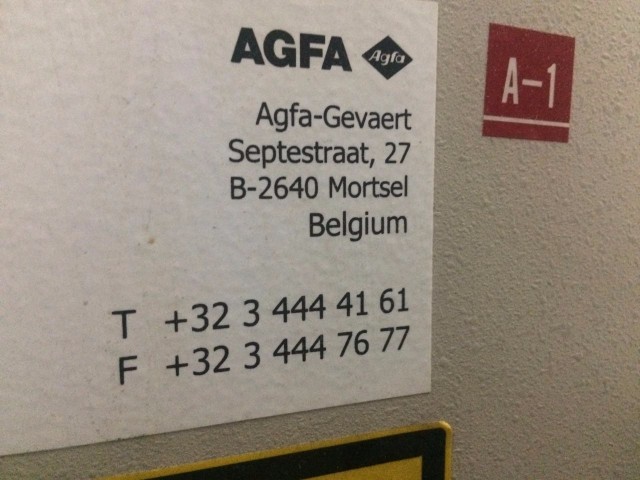 AGFA Agfa
Agfa-Gevaert
Septestraat, 27
B-2640 Mortsel
Belgium
T +32 3 444 41 61
F +32 3 444 76 77
A-1